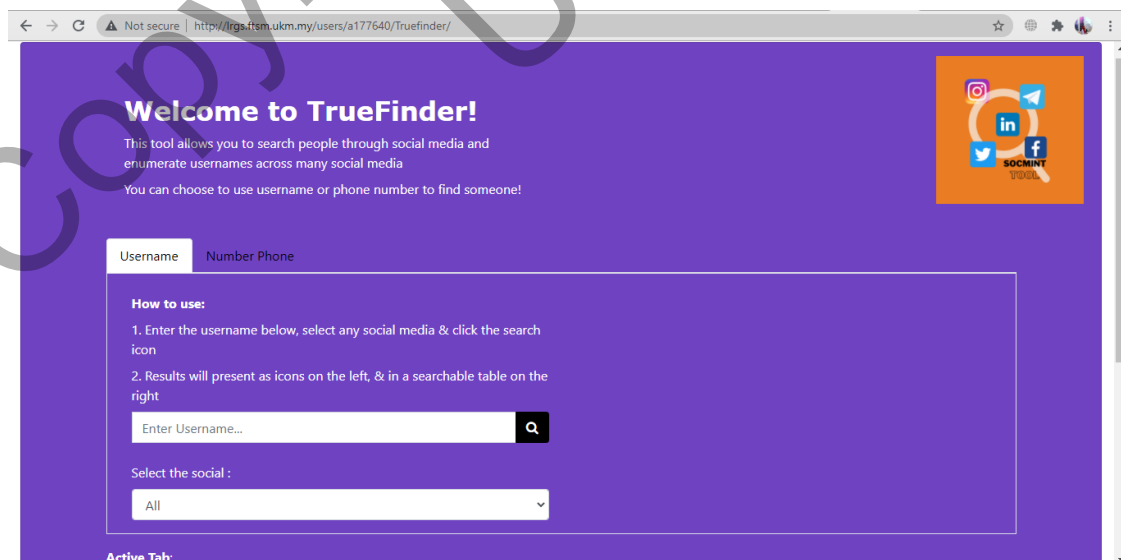 Not secure | http://lrgs.ftsm.ukm.my/users/a177640/Truefinder/
Welcome to TrueFinder!
This tool allows you to search people through social media and
enumerate usernames across many social media
You can choose to use username or phone number to find someone!
in
f
SOCMINT
TOOL
Username Number Phone
How to use:
1. Enter the username below, select any social media & click the search
icon
2. Results will present as icons on the left, & in a searchable table on the
right
Enter Username...
Select the social :
All
Active Tab: